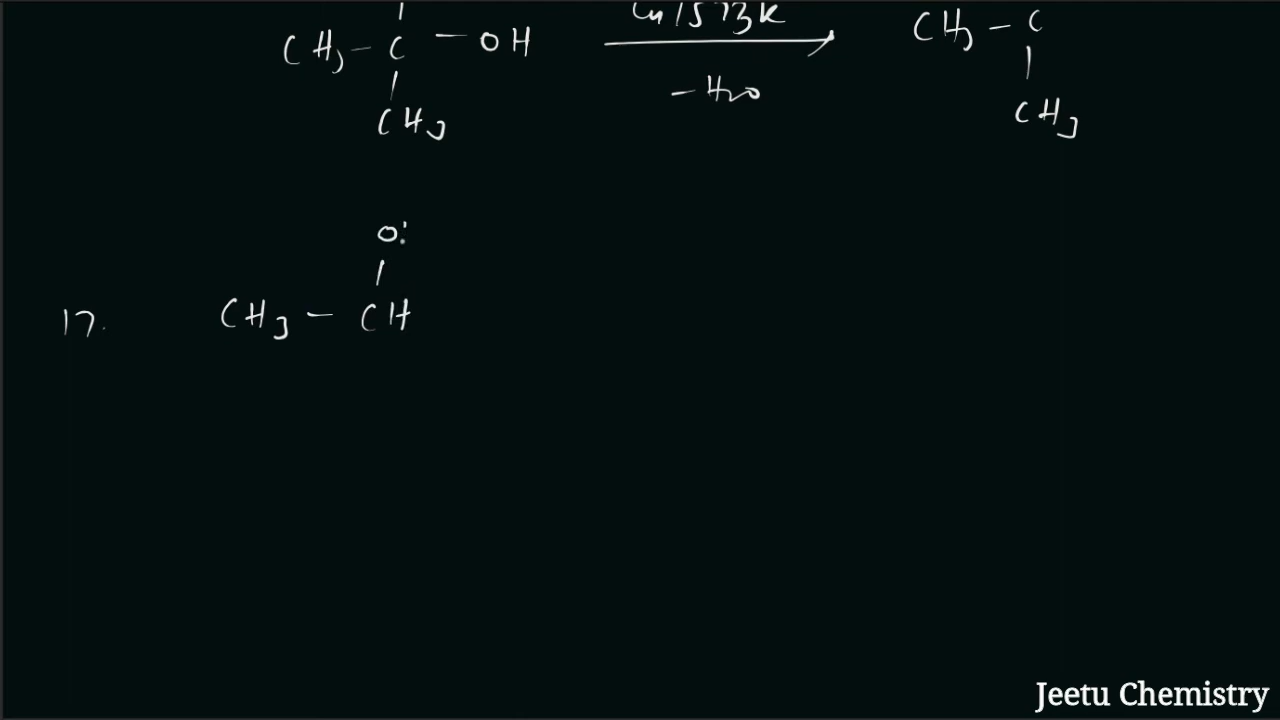 Cu/573K
CH3-C-OH CH3-C
-H2O
CH3 CH3
O:
17. CH3-CH
Jeetu Chemistry